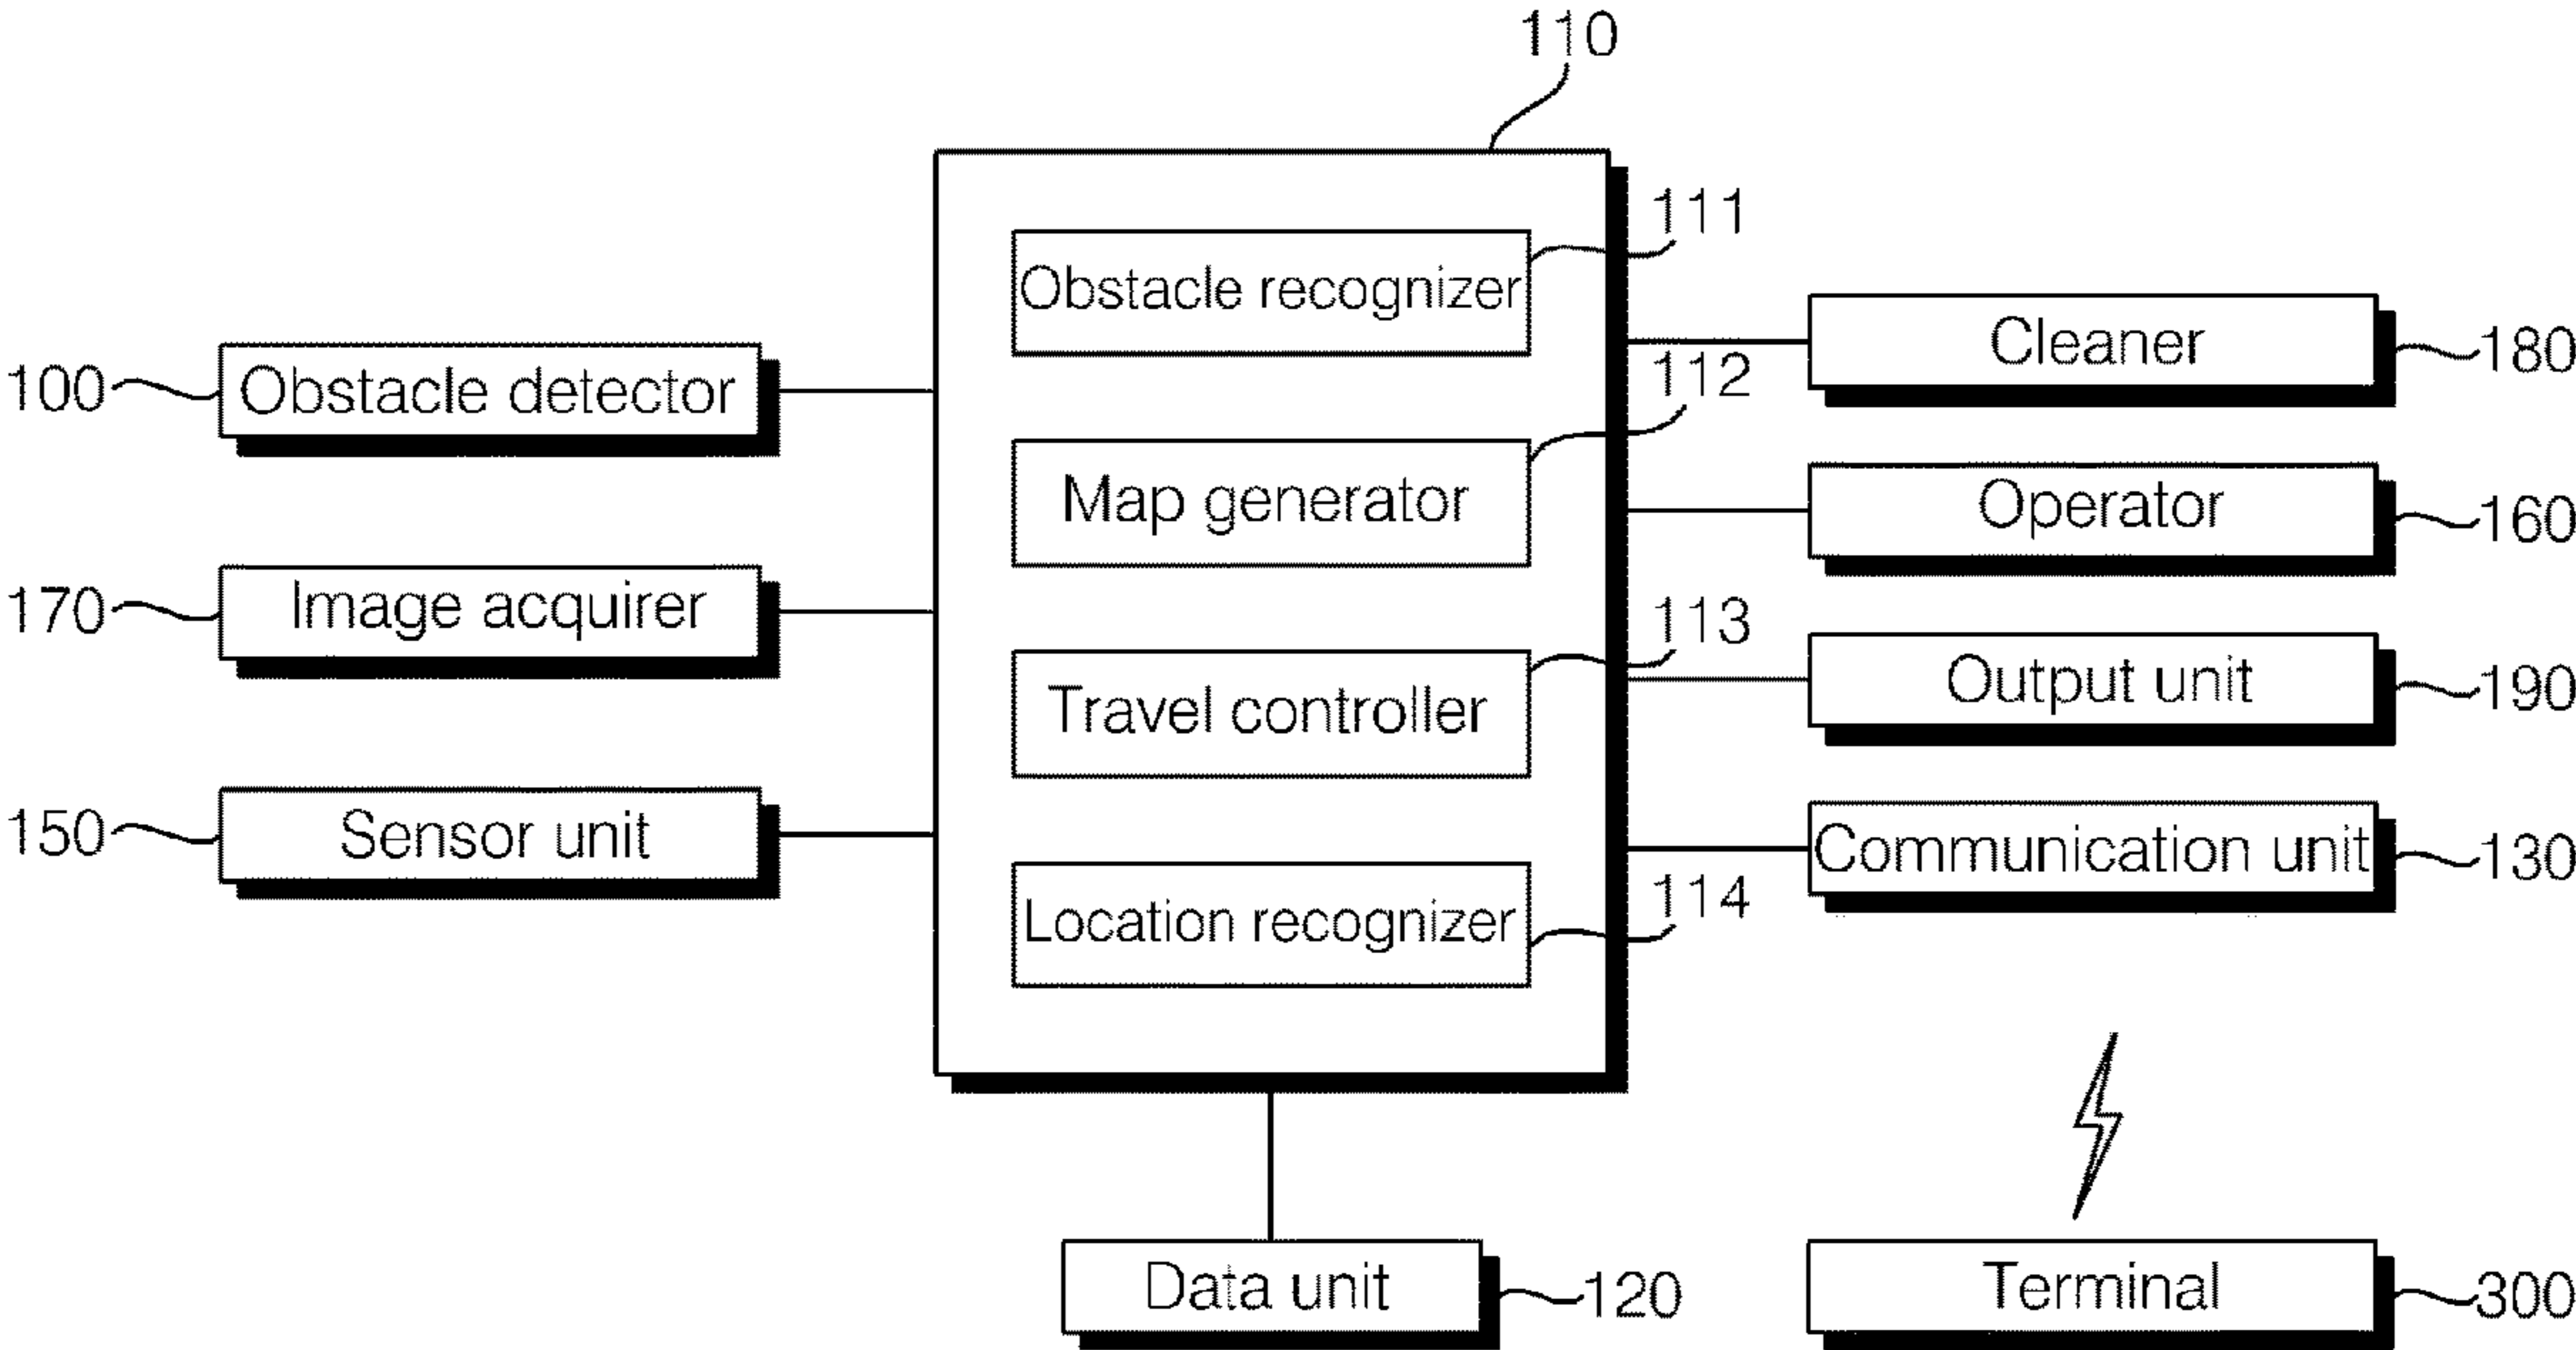 110
111
Obstacle recognizer
Cleaner
180
100
Obstacle detector
112
Map generator
Operator
160
170
Image acquirer
113
Travel controller
Output unit
190
150
Sensor unit
Communication unit
130
114
Location recognizer
Data unit
120
Terminal
300